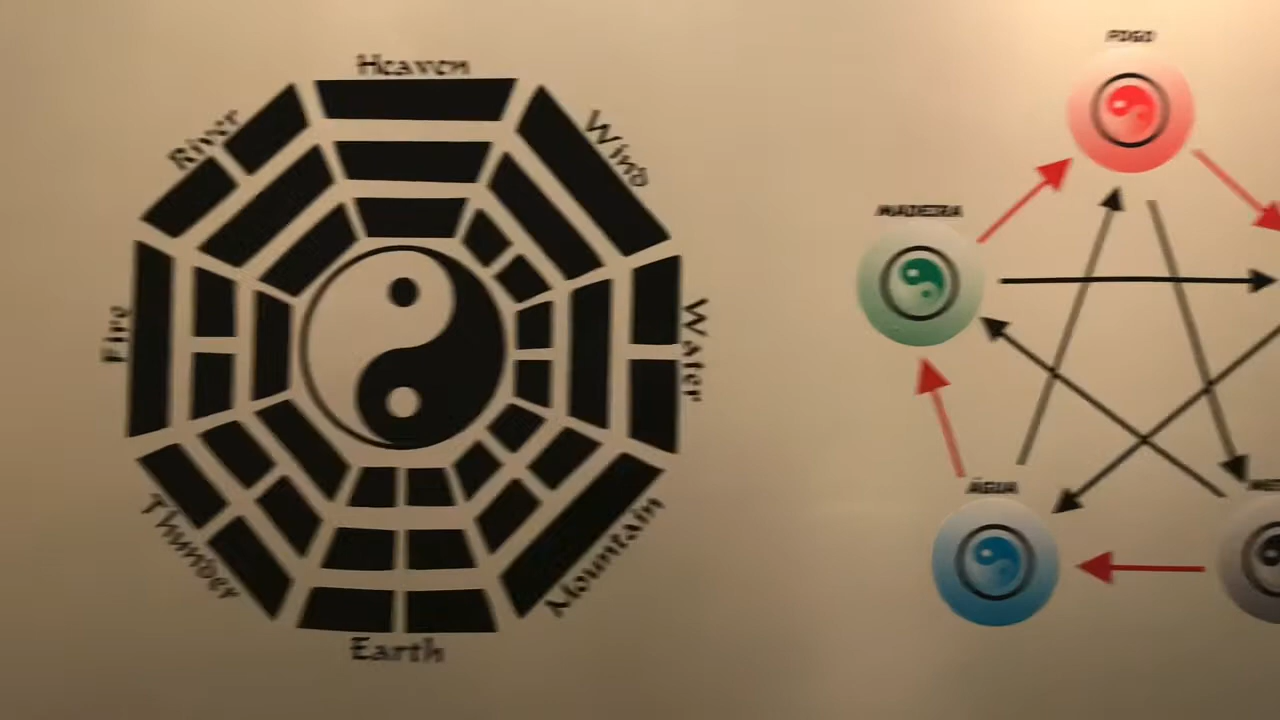 Heaven
River
Wind
Fire
Water
Thunder
Mountain
Earth
FOGO
MADEIRA
ÁGUA